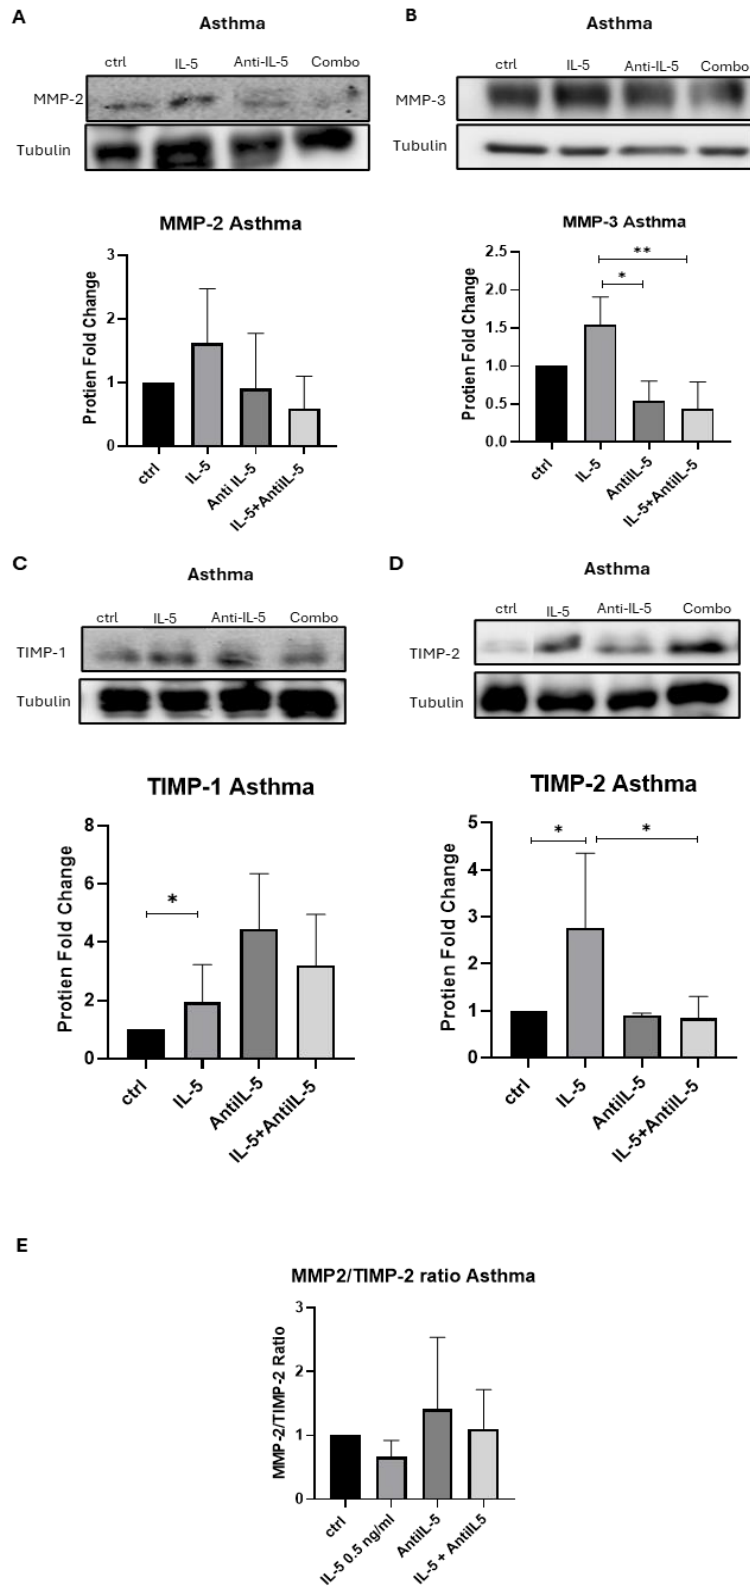 A
Asthma
ctrl IL-5 Anti-IL-5 Combo
MMP-2
Tubulin
MMP-2 Asthma
Protien Fold Change
3
2
1
0
ctrl
IL-5
Anti IL-5
IL-5+AntiIL-5
B
Asthma
ctrl IL-5 Anti-IL-5 Combo
MMP-3
Tubulin
MMP-3 Asthma
Protien Fold Change
2.5
2.0
1.5
1.0
0.5
0.0
**
*
ctrl
IL-5
AntiIL-5
IL-5+AntiIL-5
C
Asthma
ctrl IL-5 Anti-IL-5 Combo
TIMP-1
Tubulin
TIMP-1 Asthma
Protien Fold Change
8
6
4
2
0
*
ctrl
IL-5
AntiIL-5
IL-5+AntiIL-5
D
Asthma
ctrl IL-5 Anti-IL-5 Combo
TIMP-2
Tubulin
TIMP-2 Asthma
Protien Fold Change
5
4
3
2
1
0
* *
ctrl
IL-5
AntiIL-5
IL-5+AntiIL-5
E
MMP2/TIMP-2 ratio Asthma
MMP-2/TIMP-2 Ratio
3
2
1
0
ctrl
IL-5 0.5 ng/ml
AntiIL-5
IL-5 + AntiIL5